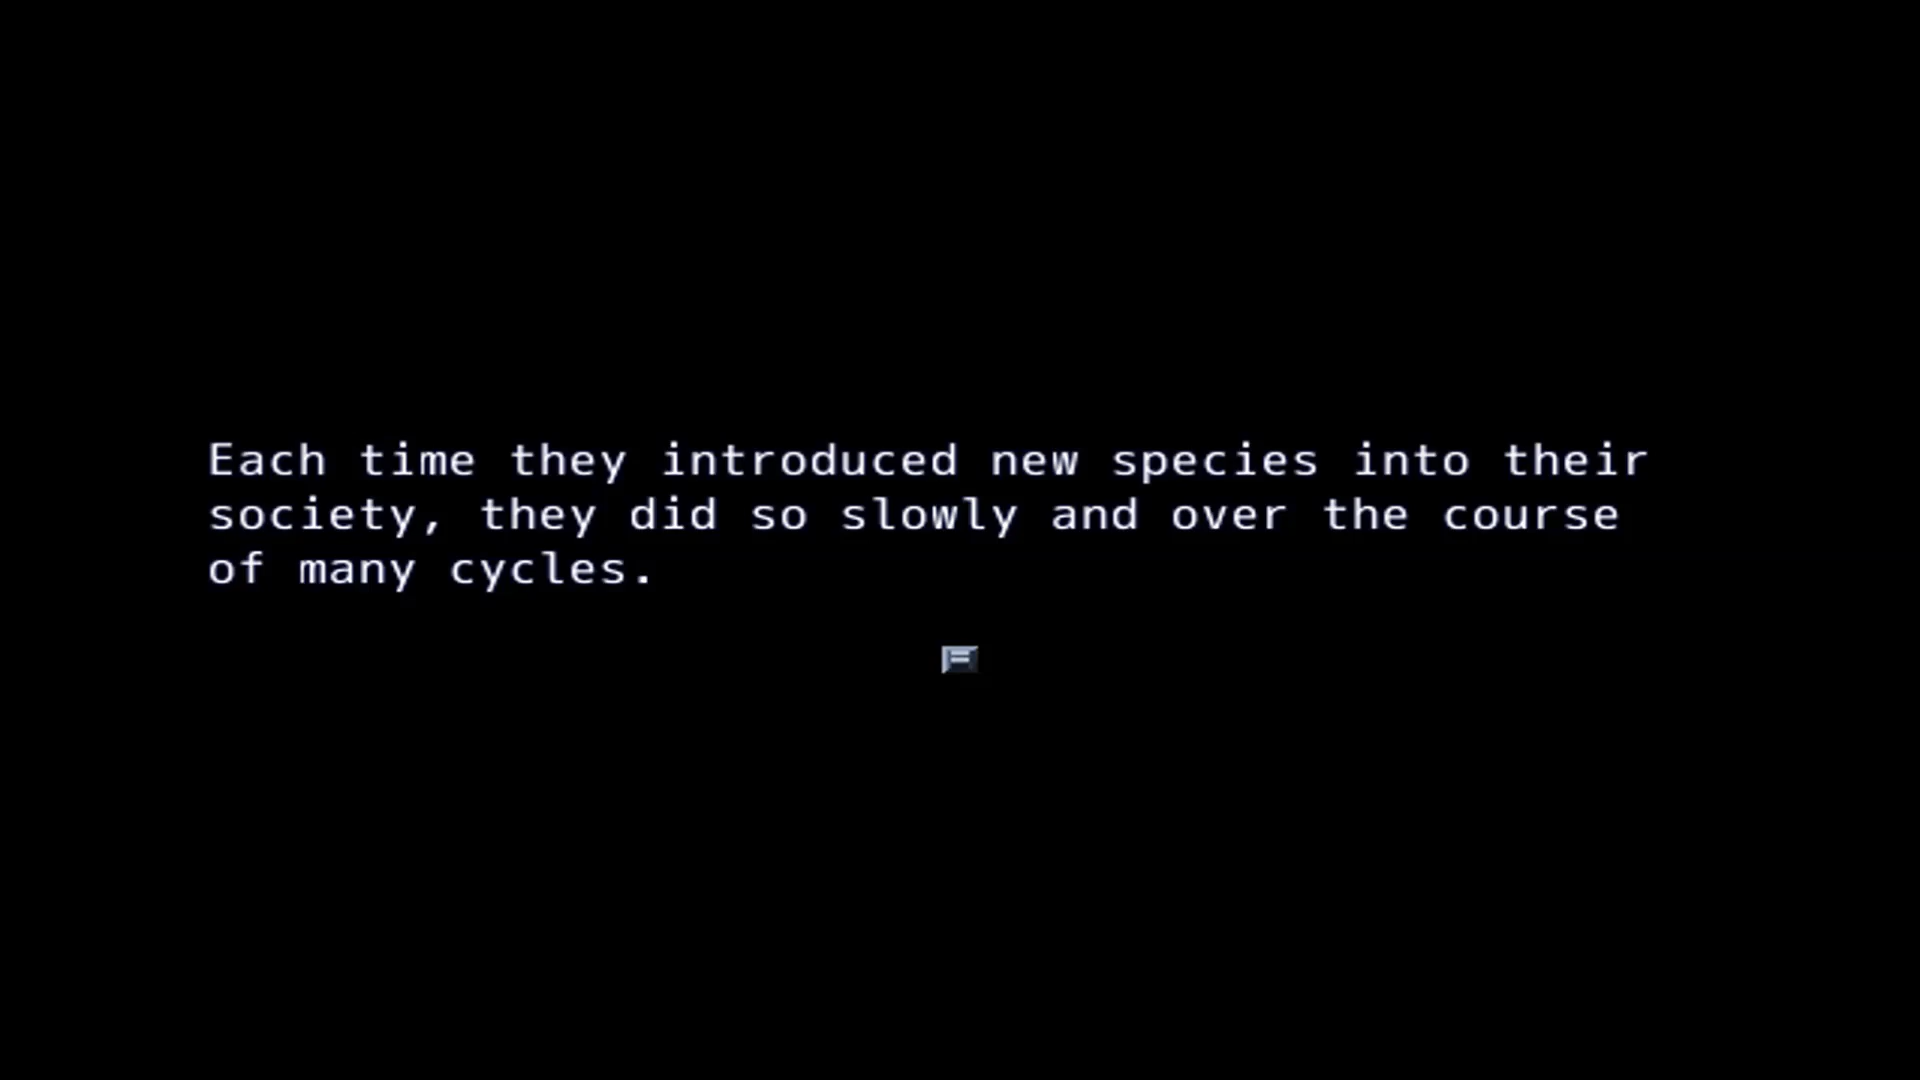 Each time they introduced new species into their
society, they did so slowly and over the course
of many cycles.